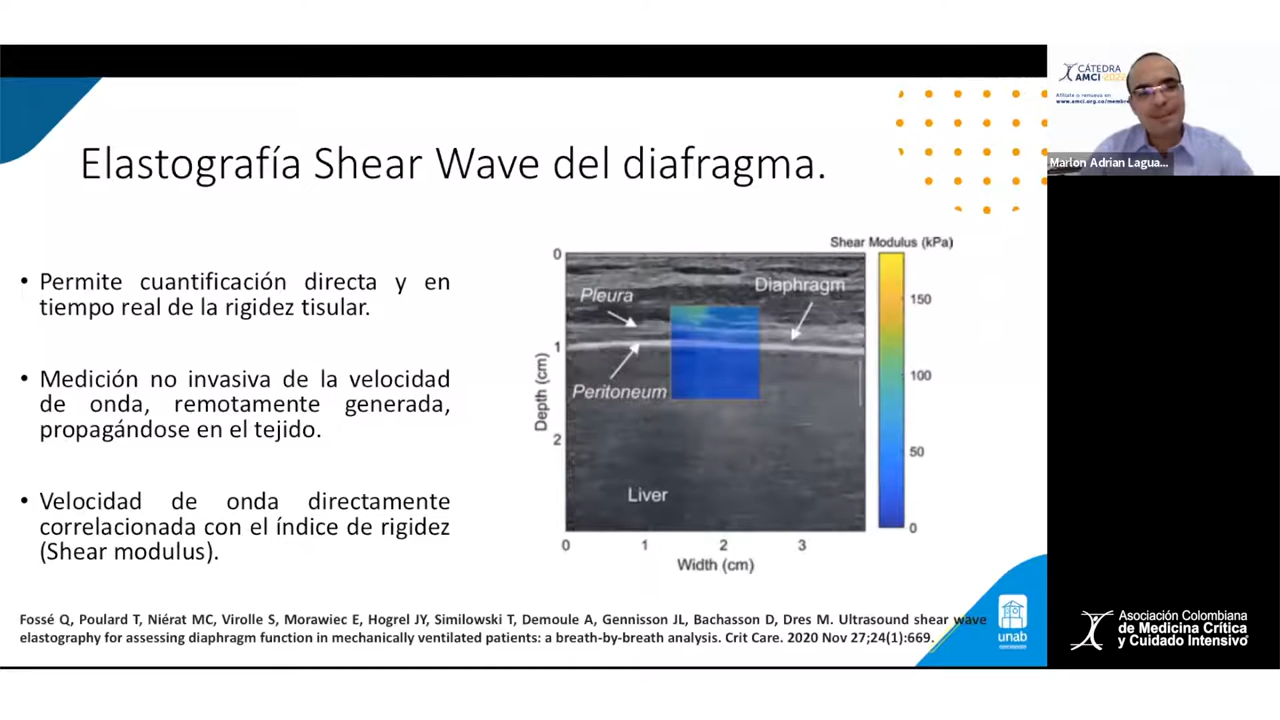 Elastografía Shear Wave del diafragma.
• Permite cuantificación directa y en
tiempo real de la rigidez tisular.
• Medición no invasiva de la velocidad
de onda, remotamente generada,
propagándose en el tejido.
• Velocidad de onda directamente
correlacionada con el índice de rigidez
(Shear modulus).
Shear Modulus (kPa)
0
1
2
Depth (cm)
Pleura
Diaphragm
Peritoneum
Liver
0
1
2
3
Width (cm)
150
100
50
0
Fossé Q, Poulard T, Niérat MC, Virolle S, Morawiec E, Hogrel JY, Similowski T, Demoule A, Gennisson JL, Bachasson D, Dres M. Ultrasound shear wave
elastography for assessing diaphragm function in mechanically ventilated patients: a breath-by-breath analysis. Crit Care. 2020 Nov 27;24(1):669.
unab
CÁTEDRA
AMCI 2022
Afíliate o renueva en
www.amci.org.co/membre
Marlon Adrian Lagua...
Asociación Colombiana
de Medicina Crítica
y Cuidado Intensivo